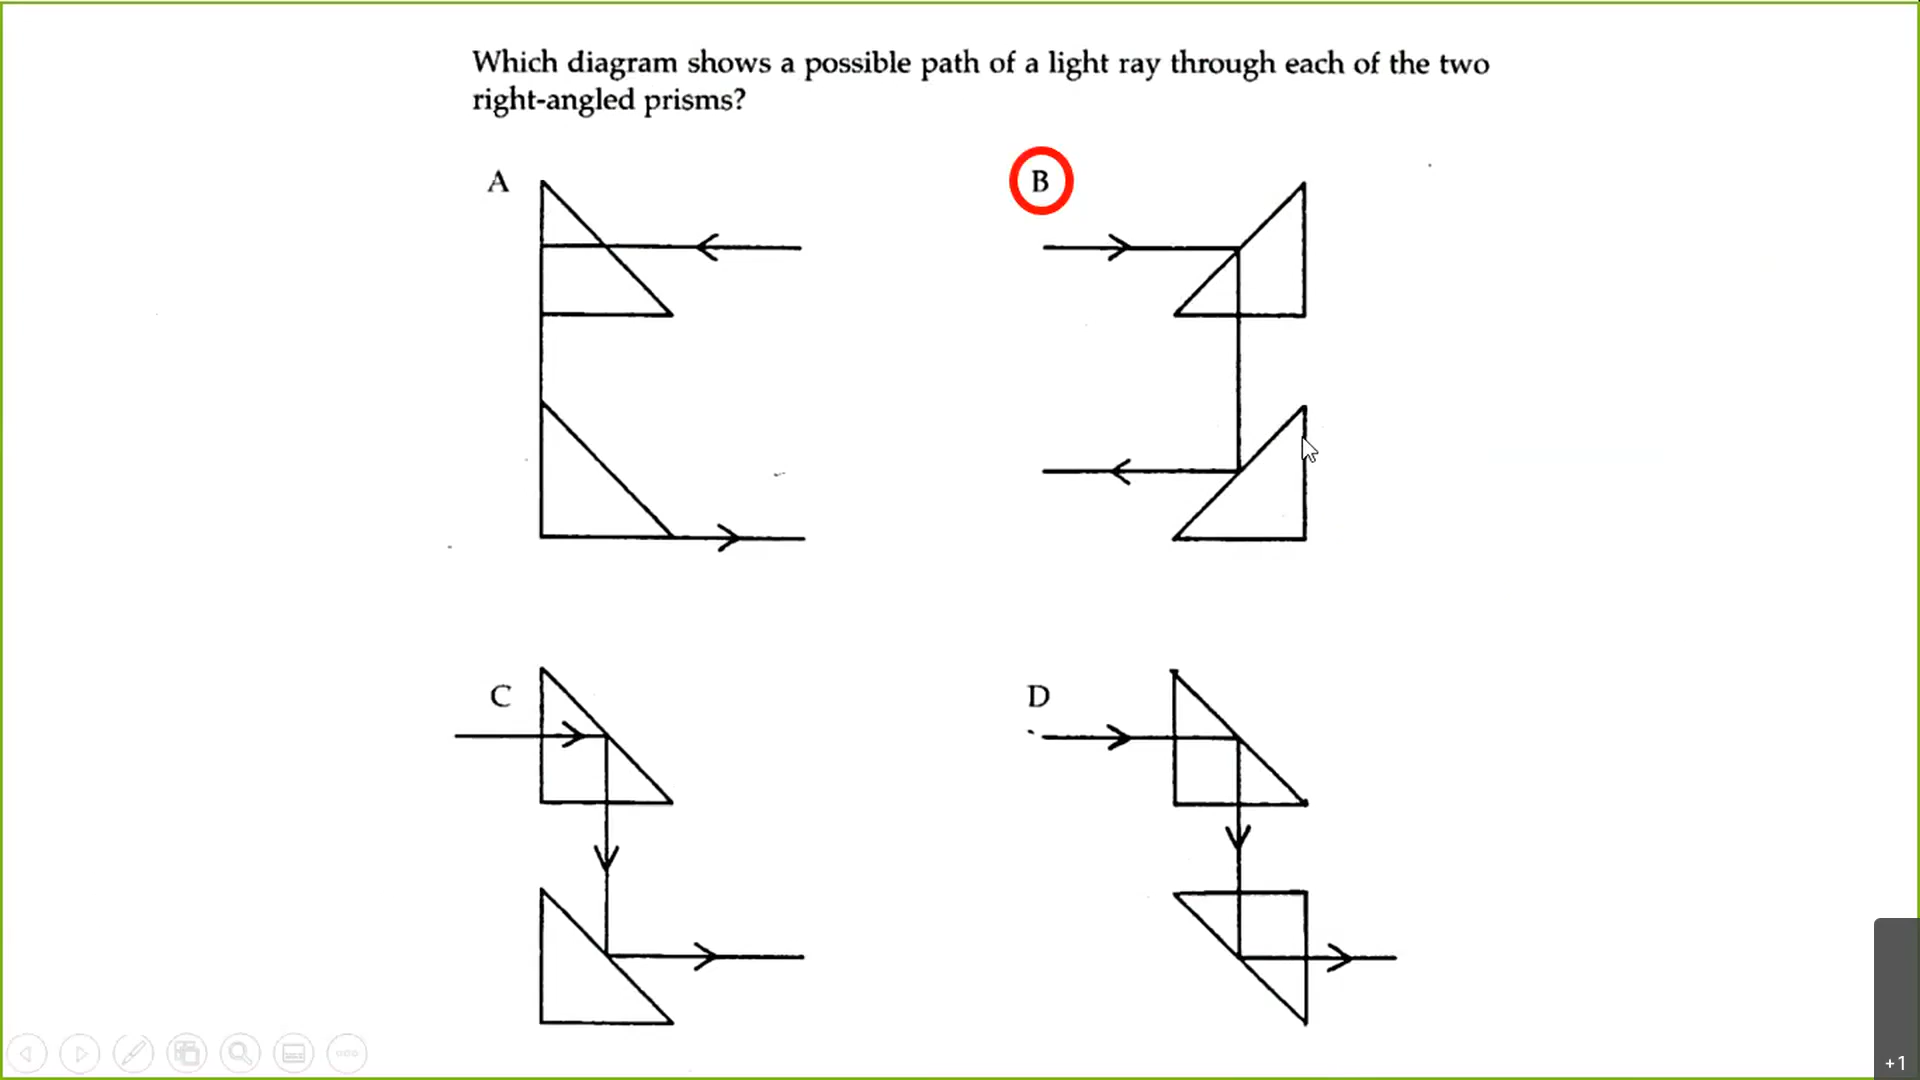 Which diagram shows a possible path of a light ray through each of the two
right-angled prisms?
A
B
C
D
+1